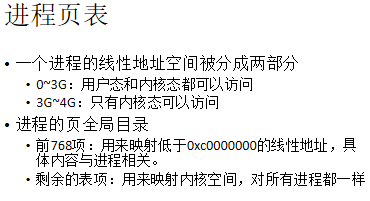 进程页表
• 一个进程的线性地址空间被分成两部分
• 0~3G：用户态和内核态都可以访问
• 3G~4G：只有内核态可以访问
• 进程的页全局目录
• 前768项：用来映射低于0xc0000000的线性地址，具
体内容与进程相关。
• 剩余的表项：用来映射内核空间，对所有进程都一样